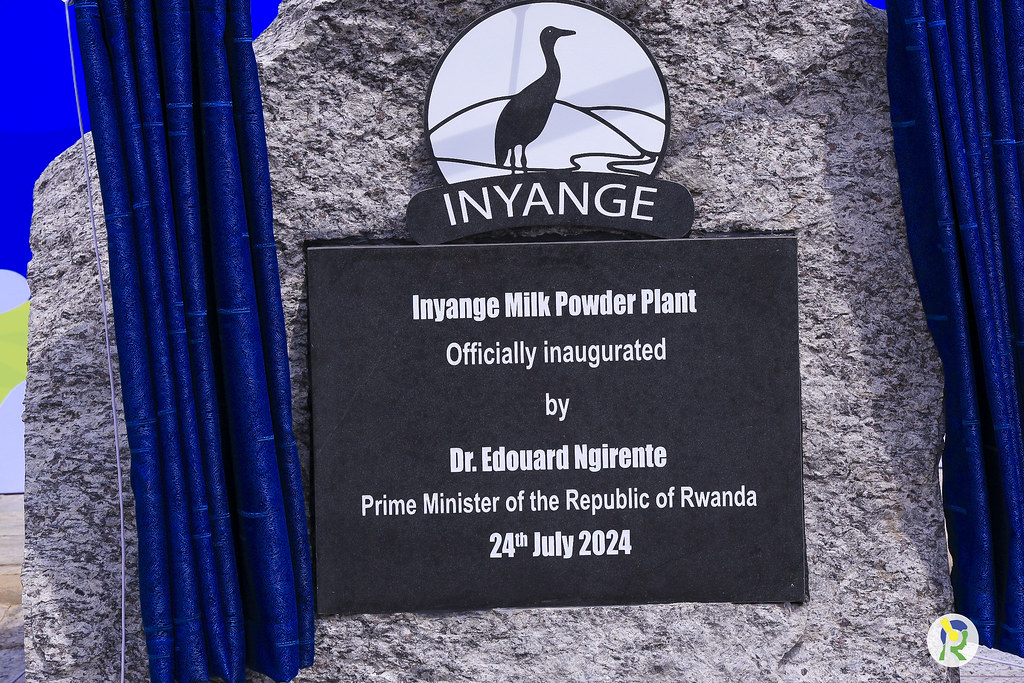 INYANGE
Inyange Milk Powder Plant
Officially inaugurated
by
Dr. Edouard Ngirente
Prime Minister of the Republic of Rwanda
24th July 2024